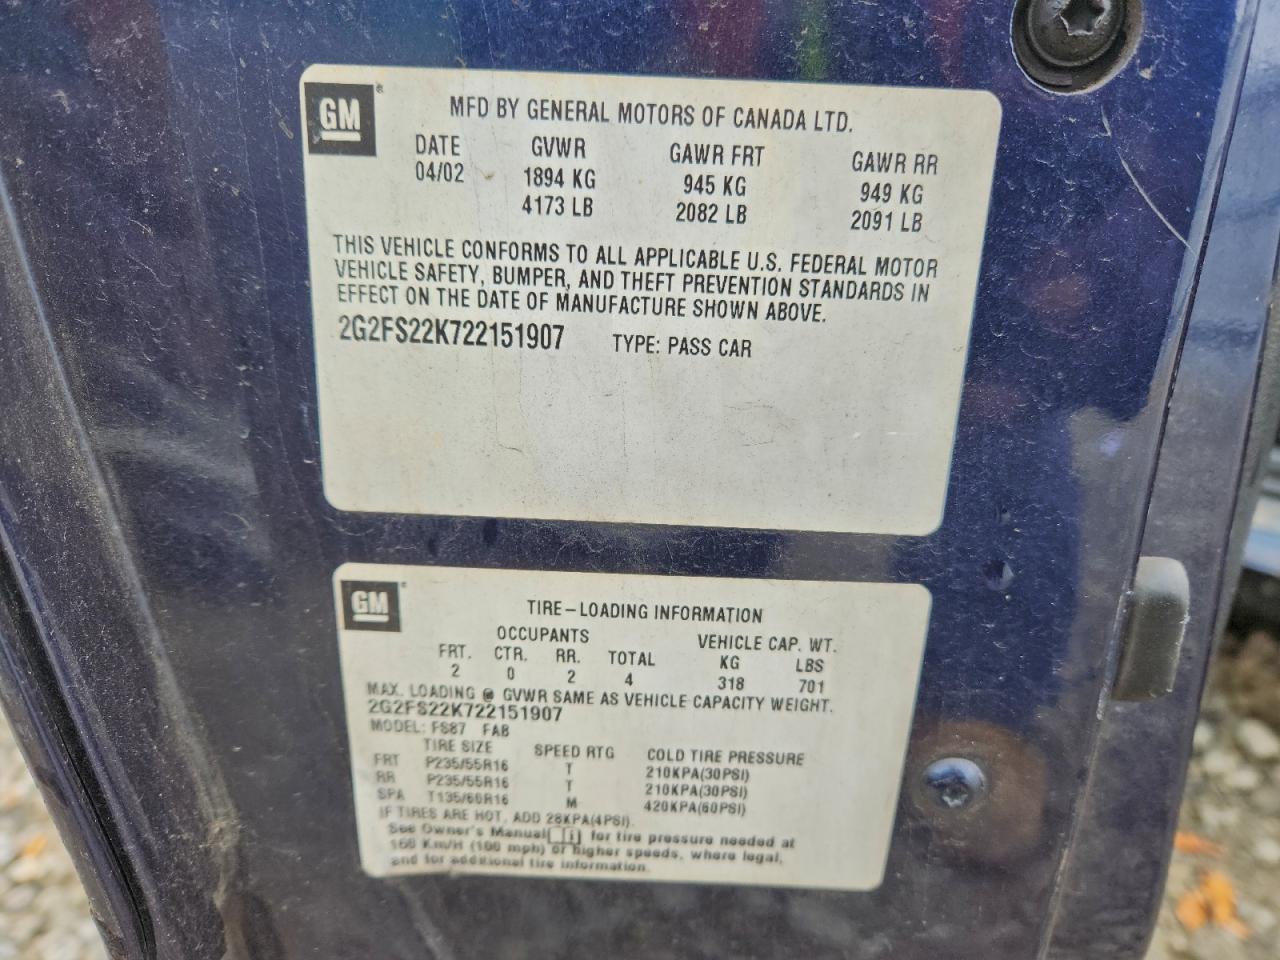 GM
MFD BY GENERAL MOTORS OF CANADA LTD.
DATE GVWR GAWR FRT GAWR RR
04/02 1894 KG 945 KG 949 KG
4173 LB 2082 LB 2091 LB
THIS VEHICLE CONFORMS TO ALL APPLICABLE U.S. FEDERAL MOTOR
VEHICLE SAFETY, BUMPER, AND THEFT PREVENTION STANDARDS IN
EFFECT ON THE DATE OF MANUFACTURE SHOWN ABOVE.
2G2FS22K722151907 TYPE: PASS CAR
GM
TIRE-LOADING INFORMATION
OCCUPANTS VEHICLE CAP. WT.
FRT. CTR. RR. TOTAL KG LBS
2 0 2 4 318 701
MAX. LOADING @ GVWR SAME AS VEHICLE CAPACITY WEIGHT.
2G2FS22K722151907
MODEL: FS87 FAB
TIRE SIZE SPEED RTG COLD TIRE PRESSURE
FRT P235/55R16 T 210KPA(30PSI)
RR P235/55R16 T 210KPA(30PSI)
SPA T135/60R16 M 420KPA(60PSI)
IF TIRES ARE HOT, ADD 28KPA(4PSI).
See Owner's Manual [i] for tire pressure needed at
160 Km/H (100 mph) or higher speeds, where legal,
and for additional tire information.